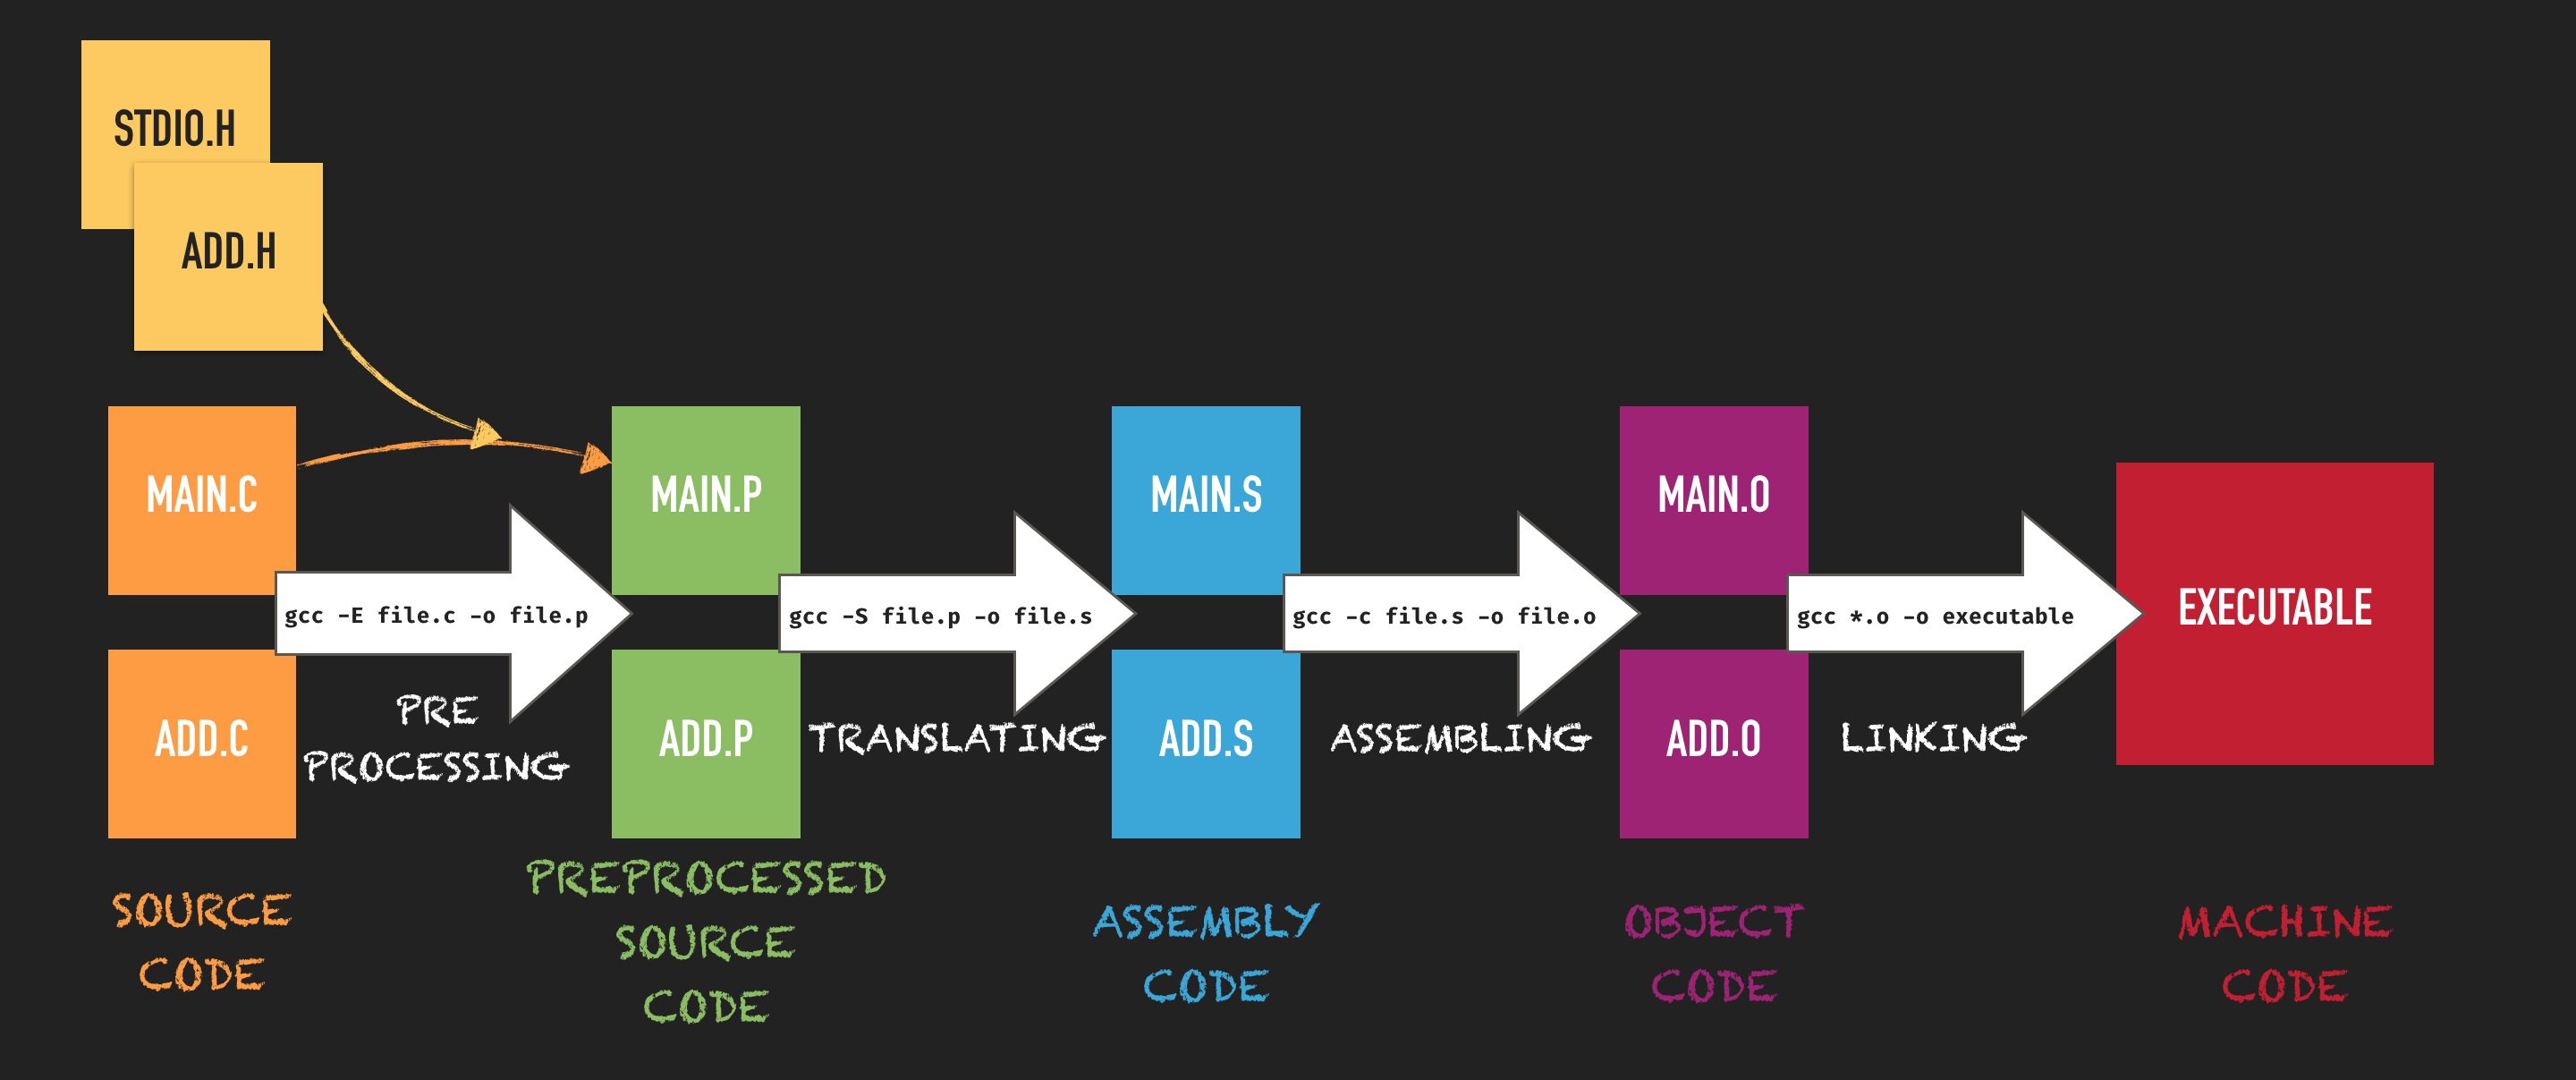 STDIO.H
ADD.H
MAIN.C
MAIN.P
MAIN.S
MAIN.O
EXECUTABLE
gcc -E file.c -o file.p
gcc -S file.p -o file.s
gcc -c file.s -o file.o
gcc *.o -o executable
ADD.C
PRE
PROCESSING
ADD.P
TRANSLATING
ADD.S
ASSEMBLING
ADD.O
LINKING
SOURCE
CODE
PREPROCESSED
SOURCE
CODE
ASSEMBLY
CODE
OBJECT
CODE
MACHINE
CODE